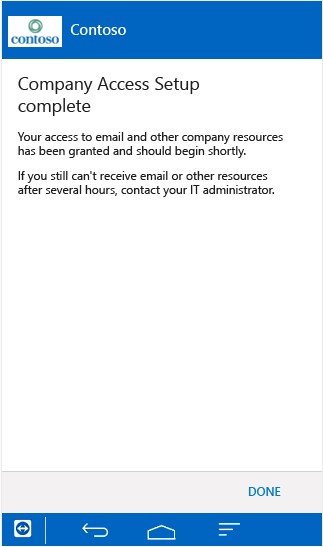 contoso
Contoso
Company Access Setup
complete
Your access to email and other company resources
has been granted and should begin shortly.
If you still can't receive email or other resources
after several hours, contact your IT administrator.
DONE